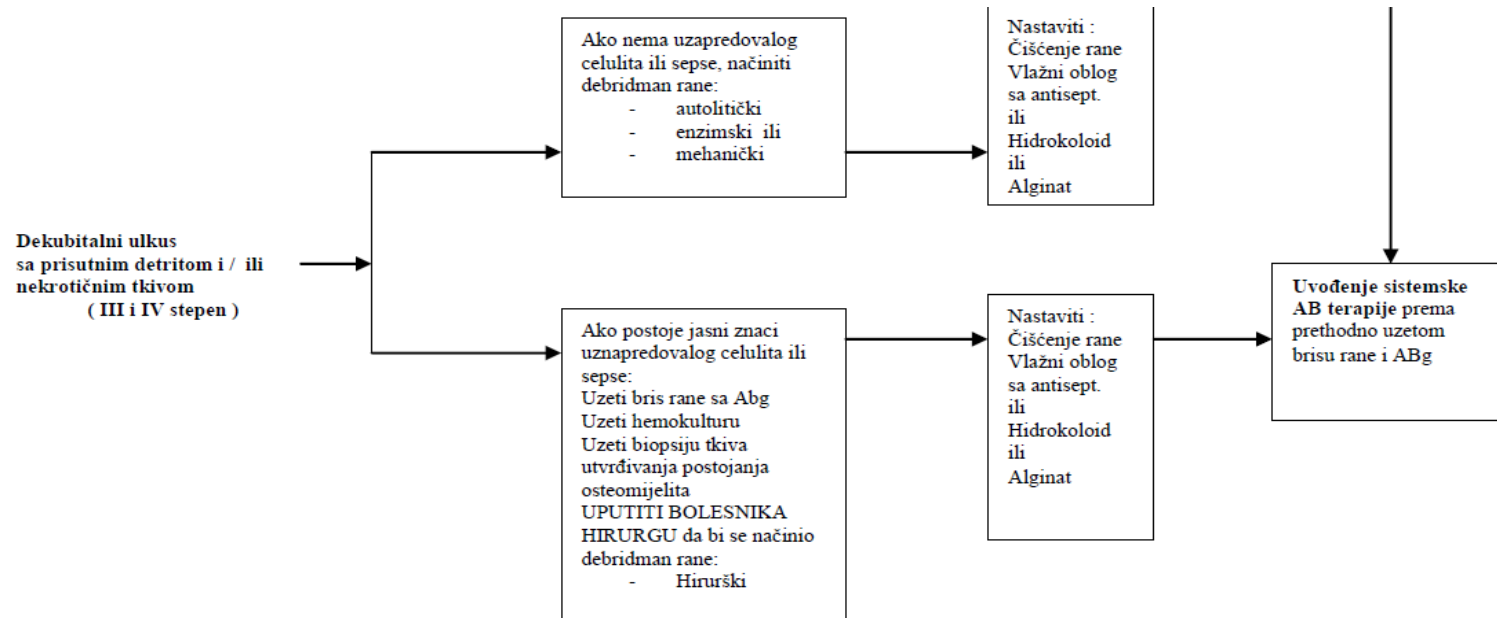 Ako nema uzapredovalog
celulita ili sepse, načiniti
debridman rane:
- autolitički
- enzimski ili
- mehanički
Nastaviti :
Čišćenje rane
Vlažni oblog
sa antisept.
ili
Hidrokoloid
ili
Alginat
Dekubitalni ulkus
sa prisutnim detritom i / ili
nekrotičnim tkivom
( III i IV stepen )
Ako postoje jasni znaci
uznapredovalog celulita ili
sepse:
Uzeti bris rane sa Abg
Uzeti hemokulturu
Uzeti biopsiju tkiva
utvrđivanja postojanja
osteomijelita
UPUTITI BOLESNIKA
HIRURGU da bi se načinio
debridman rane:
- Hirurški
Nastaviti :
Čišćenje rane
Vlažni oblog
sa antisept.
ili
Hidrokoloid
ili
Alginat
Uvođenje sistemske
AB terapije prema
prethodno uzetom
brisu rane i ABg